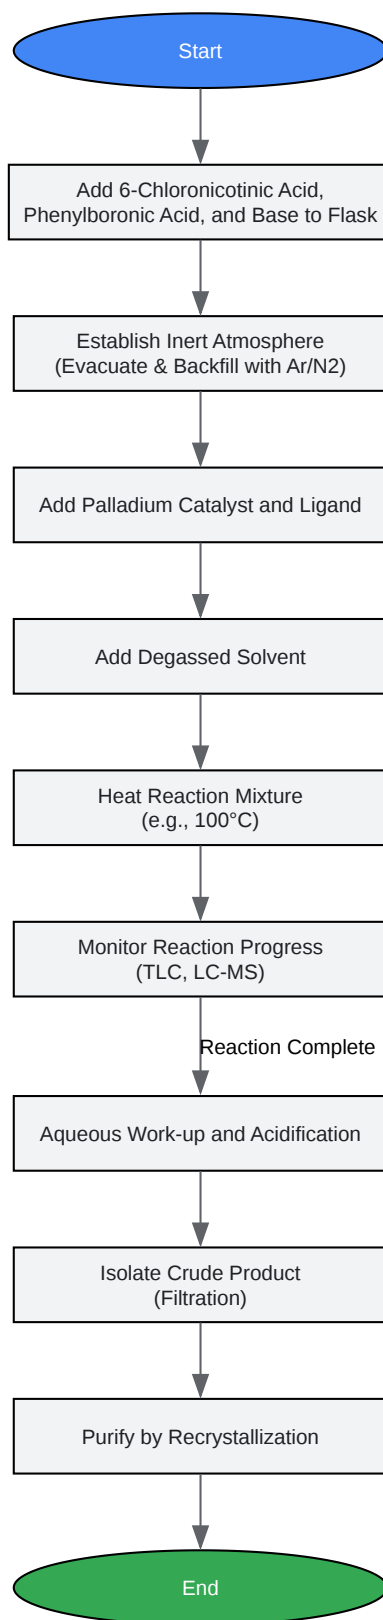 Start
Add 6-Chloronicotinic Acid,
Phenylboronic Acid, and Base to Flask
Establish Inert Atmosphere
(Evacuate & Backfill with Ar/N2)
Add Palladium Catalyst and Ligand
Add Degassed Solvent
Heat Reaction Mixture
(e.g., 100°C)
Monitor Reaction Progress
(TLC, LC-MS)
Reaction Complete
Aqueous Work-up and Acidification
Isolate Crude Product
(Filtration)
Purify by Recrystallization
End